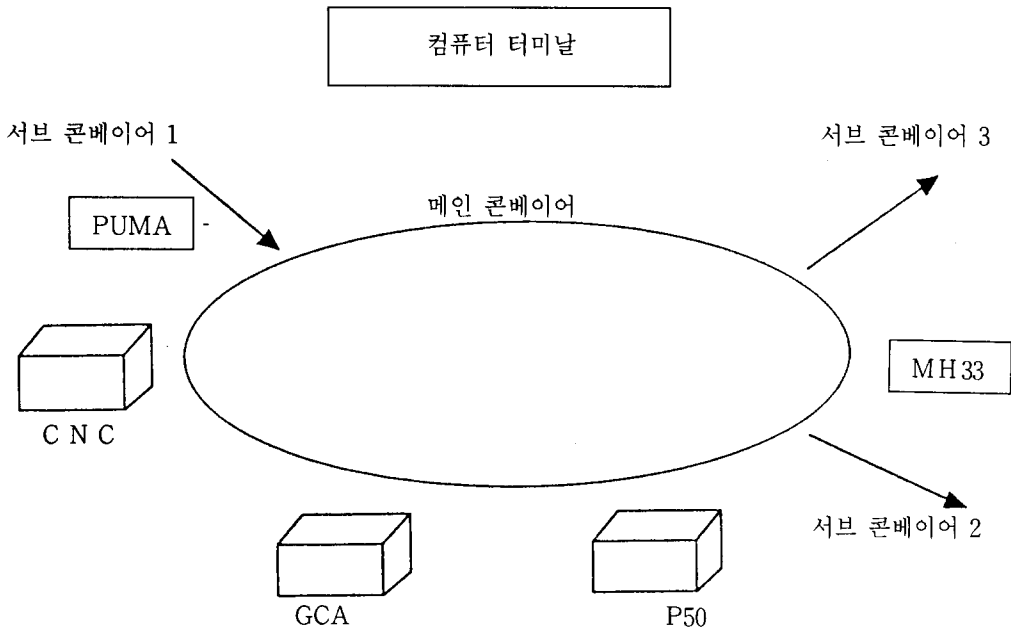 컴퓨터 터미날
서브 콘베이어 1
서브 콘베이어 3
PUMA
메인 콘베이어
MH33
CNC
서브 콘베이어 2
GCA
P50